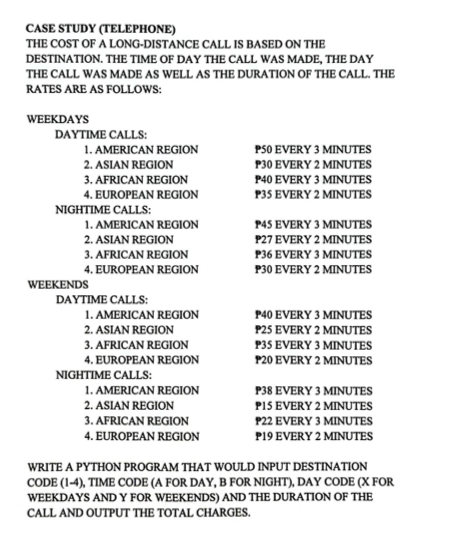 CASE STUDY (TELEPHONE)
THE COST OF A LONG-DISTANCE CALL IS BASED ON THE
DESTINATION. THE TIME OF DAY THE CALL WAS MADE, THE DAY
THE CALL WAS MADE AS WELL AS THE DURATION OF THE CALL. THE
RATES ARE AS FOLLOWS:
WEEKDAYS
DAYTIME CALLS:
1. AMERICAN REGION ₱50 EVERY 3 MINUTES
2. ASIAN REGION ₱30 EVERY 2 MINUTES
3. AFRICAN REGION ₱40 EVERY 3 MINUTES
4. EUROPEAN REGION ₱35 EVERY 2 MINUTES
NIGHTIME CALLS:
1. AMERICAN REGION ₱45 EVERY 3 MINUTES
2. ASIAN REGION ₱27 EVERY 2 MINUTES
3. AFRICAN REGION ₱36 EVERY 3 MINUTES
4. EUROPEAN REGION ₱30 EVERY 2 MINUTES
WEEKENDS
DAYTIME CALLS:
1. AMERICAN REGION ₱40 EVERY 3 MINUTES
2. ASIAN REGION ₱25 EVERY 2 MINUTES
3. AFRICAN REGION ₱35 EVERY 3 MINUTES
4. EUROPEAN REGION ₱20 EVERY 2 MINUTES
NIGHTIME CALLS:
1. AMERICAN REGION ₱38 EVERY 3 MINUTES
2. ASIAN REGION ₱15 EVERY 2 MINUTES
3. AFRICAN REGION ₱22 EVERY 3 MINUTES
4. EUROPEAN REGION ₱19 EVERY 2 MINUTES
WRITE A PYTHON PROGRAM THAT WOULD INPUT DESTINATION
CODE (1-4), TIME CODE (A FOR DAY, B FOR NIGHT), DAY CODE (X FOR
WEEKDAYS AND Y FOR WEEKENDS) AND THE DURATION OF THE
CALL AND OUTPUT THE TOTAL CHARGES.